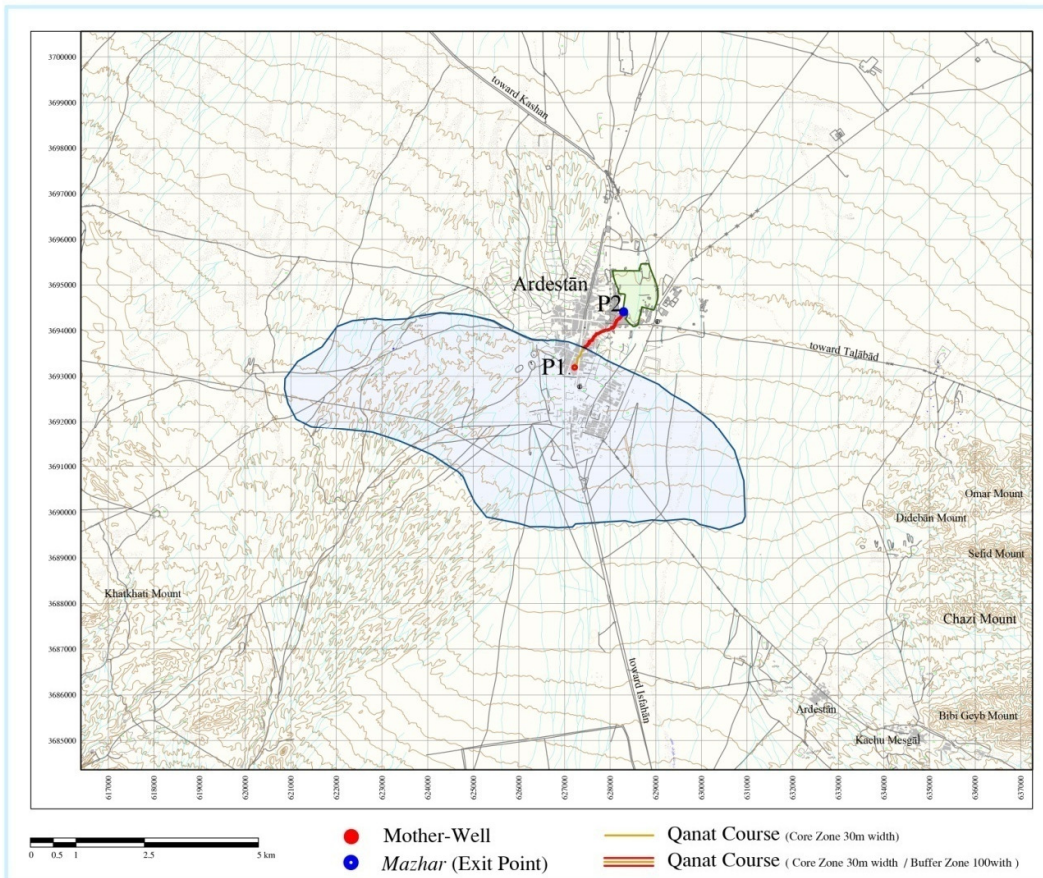 3700000
3699000
3698000
3697000
3696000
3695000
3694000
3693000
3692000
3691000
3690000
3689000
3688000
3687000
3686000
3685000
toward Kashan
Ardestān
P2
P1
toward Talābād
Omar Mount
Didebān Mount
Sefid Mount
Khatkhati Mount
Chazi Mount
toward Isfahān
Ardestān
Bibi Geyb Mount
Kachu Mesgāl
617000
618000
619000
620000
621000
622000
623000
624000
625000
626000
627000
628000
629000
630000
631000
632000
633000
634000
635000
636000
637000
0 0.5 1 2.5 5 km
Mother-Well
Mazhar (Exit Point)
Qanat Course (Core Zone 30m width)
Qanat Course ( Core Zone 30m width / Buffer Zone 100with )